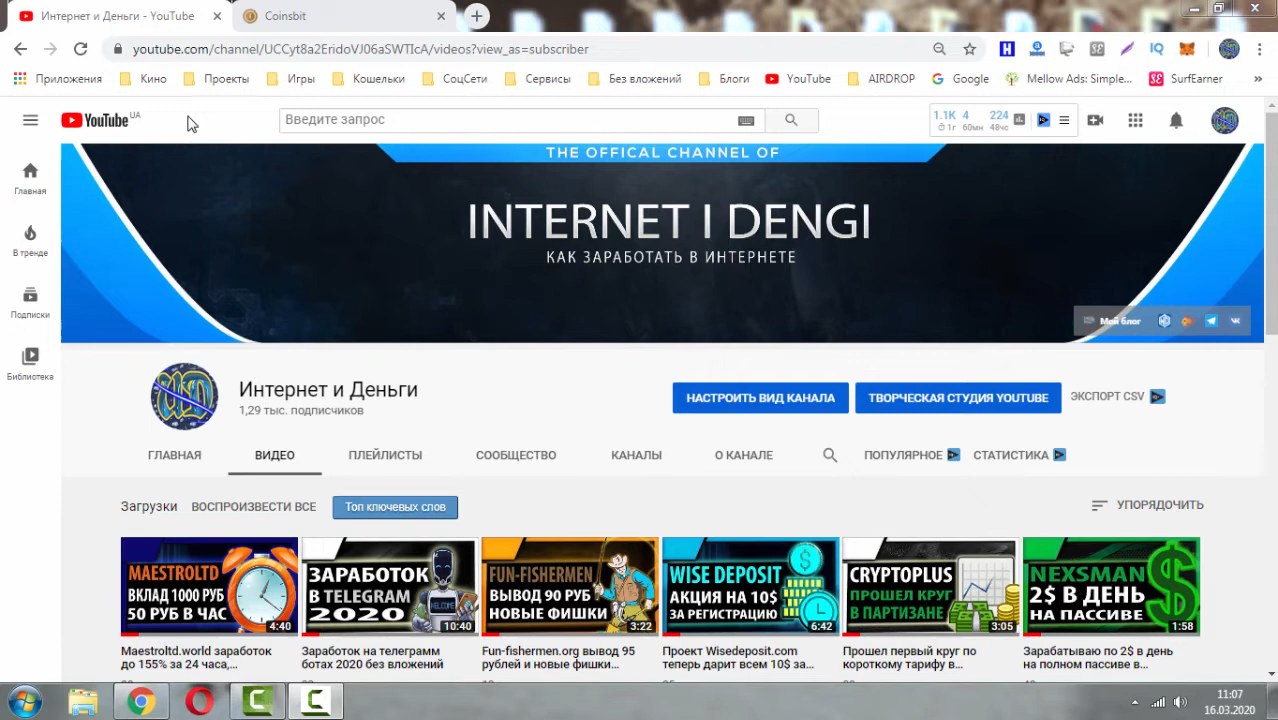 Интернет и Деньги - YouTube
Coinsbit
youtube.com/channel/UCCyt8a2EridoVJ06aSWTIcA/videos?view_as=subscriber
Приложения
Кино
Проекты
Игры
Кошельки
СоцСети
Сервисы
Без вложений
Блоги
YouTube
AIRDROP
Google
Mellow Ads: Simple...
SurfEarner
YouTube UA
Введите запрос
1.1K 4 224
1г 60мн 48чс
THE OFFICAL CHANNEL OF
INTERNET I DENGI
КАК ЗАРАБОТАТЬ В ИНТЕРНЕТЕ
Мой блог
Главная
В тренде
Подписки
Библиотека
Интернет и Деньги
1,29 тыс. подписчиков
НАСТРОИТЬ ВИД КАНАЛА
ТВОРЧЕСКАЯ СТУДИЯ YOUTUBE
ЭКСПОРТ CSV
ГЛАВНАЯ
ВИДЕО
ПЛЕЙЛИСТЫ
СООБЩЕСТВО
КАНАЛЫ
О КАНАЛЕ
ПОПУЛЯРНОЕ
СТАТИСТИКА
Загрузки
ВОСПРОИЗВЕСТИ ВСЕ
Топ ключевых слов
УПОРЯДОЧИТЬ
MAESTROLTD
ВКЛАД 1000 РУБ
50 РУБ В ЧАС
4:40
ЗАРАБОТОК
В TELEGRAM
2020
WELCOME
10:40
FUN-FISHERMEN
ВЫВОД 90 РУБ
НОВЫЕ ФИШКИ
3:22
WISE DEPOSIT
АКЦИЯ НА 10$
ЗА РЕГИСТРАЦИЮ
6:42
CRYPTOPLUS
ПРОШЕЛ КРУГ
В ПАРТИЗАНЕ
3:05
NEXSMAN
2$ В ДЕНЬ
НА ПАССИВЕ
1:58
Maestroltd.world заработок
до 155% за 24 часа,...
Заработок на телеграмм
ботах 2020 без вложений
Fun-fishermen.org вывод 95
рублей и новые фишки...
Проект Wisedeposit.com
теперь дарит всем 10$ за...
Прошел первый круг по
короткому тарифу в...
Зарабатываю по 2$ в день
на полном пассиве в...
11:07
16.03.2020